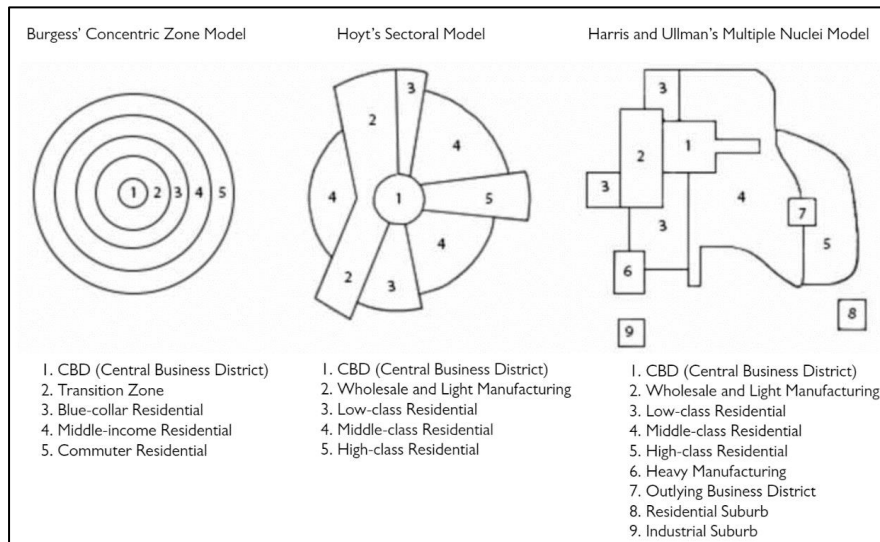 Burgess' Concentric Zone Model
1 2 3 4 5
1. CBD (Central Business District)
2. Transition Zone
3. Blue-collar Residential
4. Middle-income Residential
5. Commuter Residential
Hoyt's Sectoral Model
3
2
4
1
5
4
4
2
3
1. CBD (Central Business District)
2. Wholesale and Light Manufacturing
3. Low-class Residential
4. Middle-class Residential
5. High-class Residential
Harris and Ullman's Multiple Nuclei Model
3
1
2
3
4
7
3
5
6
8
9
1. CBD (Central Business District)
2. Wholesale and Light Manufacturing
3. Low-class Residential
4. Middle-class Residential
5. High-class Residential
6. Heavy Manufacturing
7. Outlying Business District
8. Residential Suburb
9. Industrial Suburb